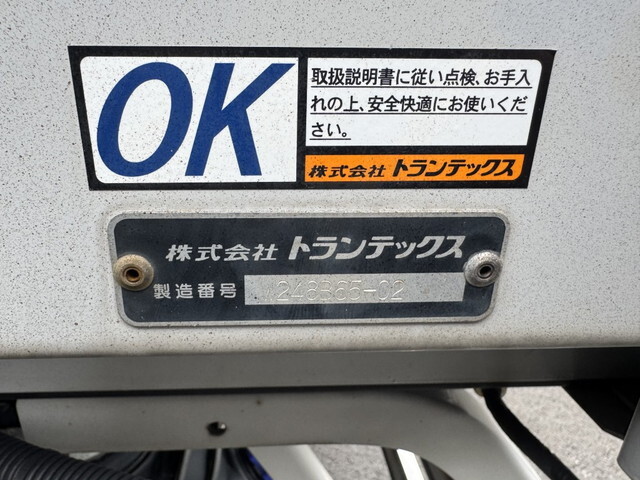 OK
取扱説明書に従い点検、お手入
れの上、安全快適にお使いくだ
さい。
株式会社 トランテックス
株式会社 トランテックス
製造番号